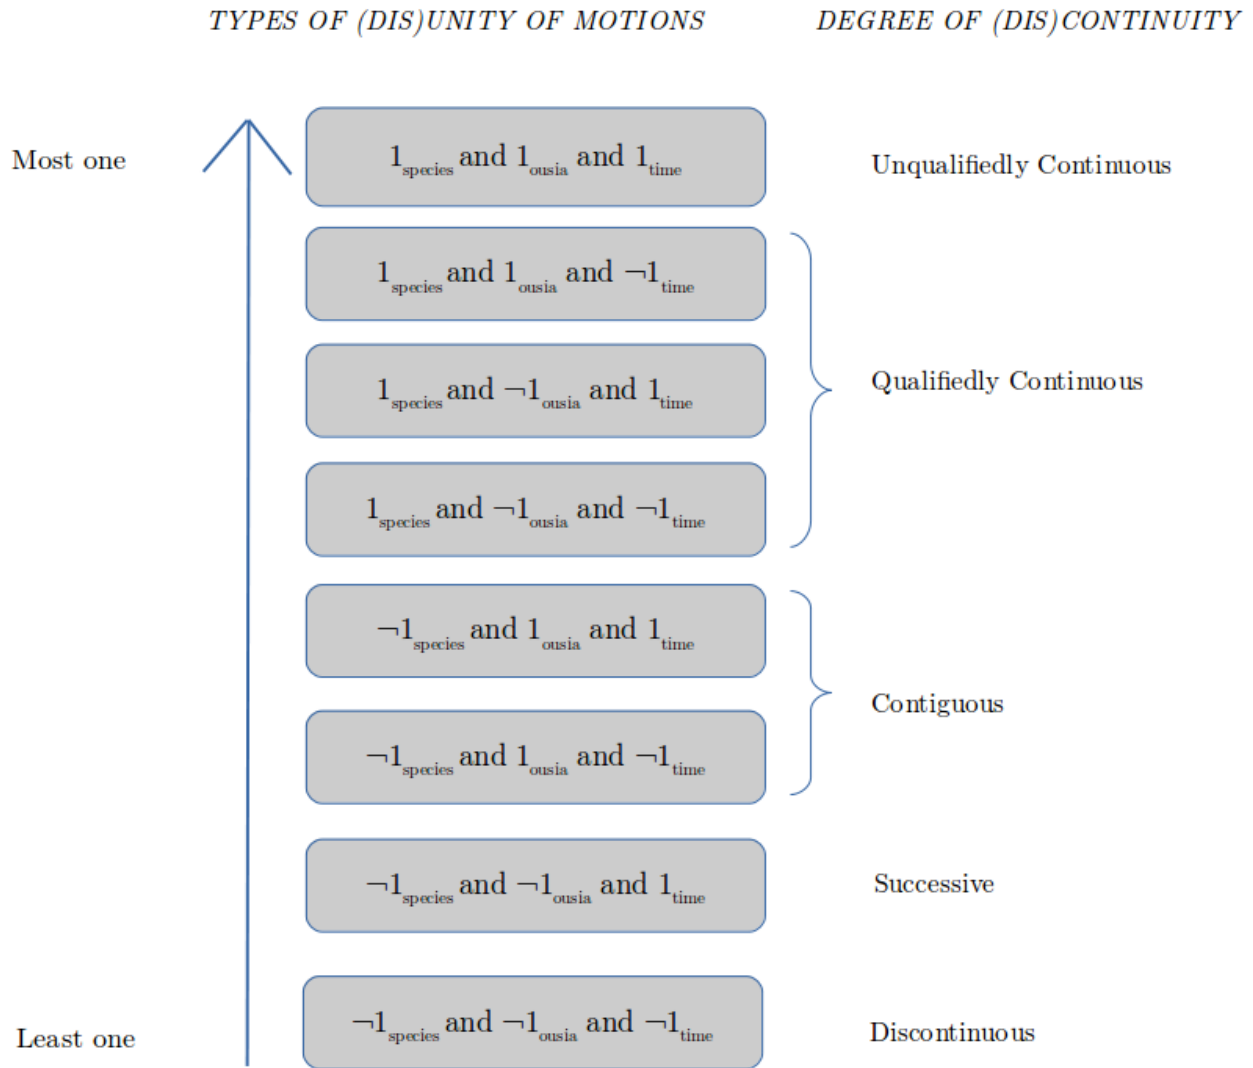 TYPES OF (DIS)UNITY OF MOTIONS DEGREE OF (DIS)CONTINUITY
Most one 1species and 1ousia and 1time Unqualifiedly Continuous
1species and 1ousia and ¬1time
1species and ¬1ousia and 1time Qualifiedly Continuous
1species and ¬1ousia and ¬1time
¬1species and 1ousia and 1time
Contiguous
¬1species and 1ousia and ¬1time
¬1species and ¬1ousia and 1time Successive
Least one ¬1species and ¬1ousia and ¬1time Discontinuous